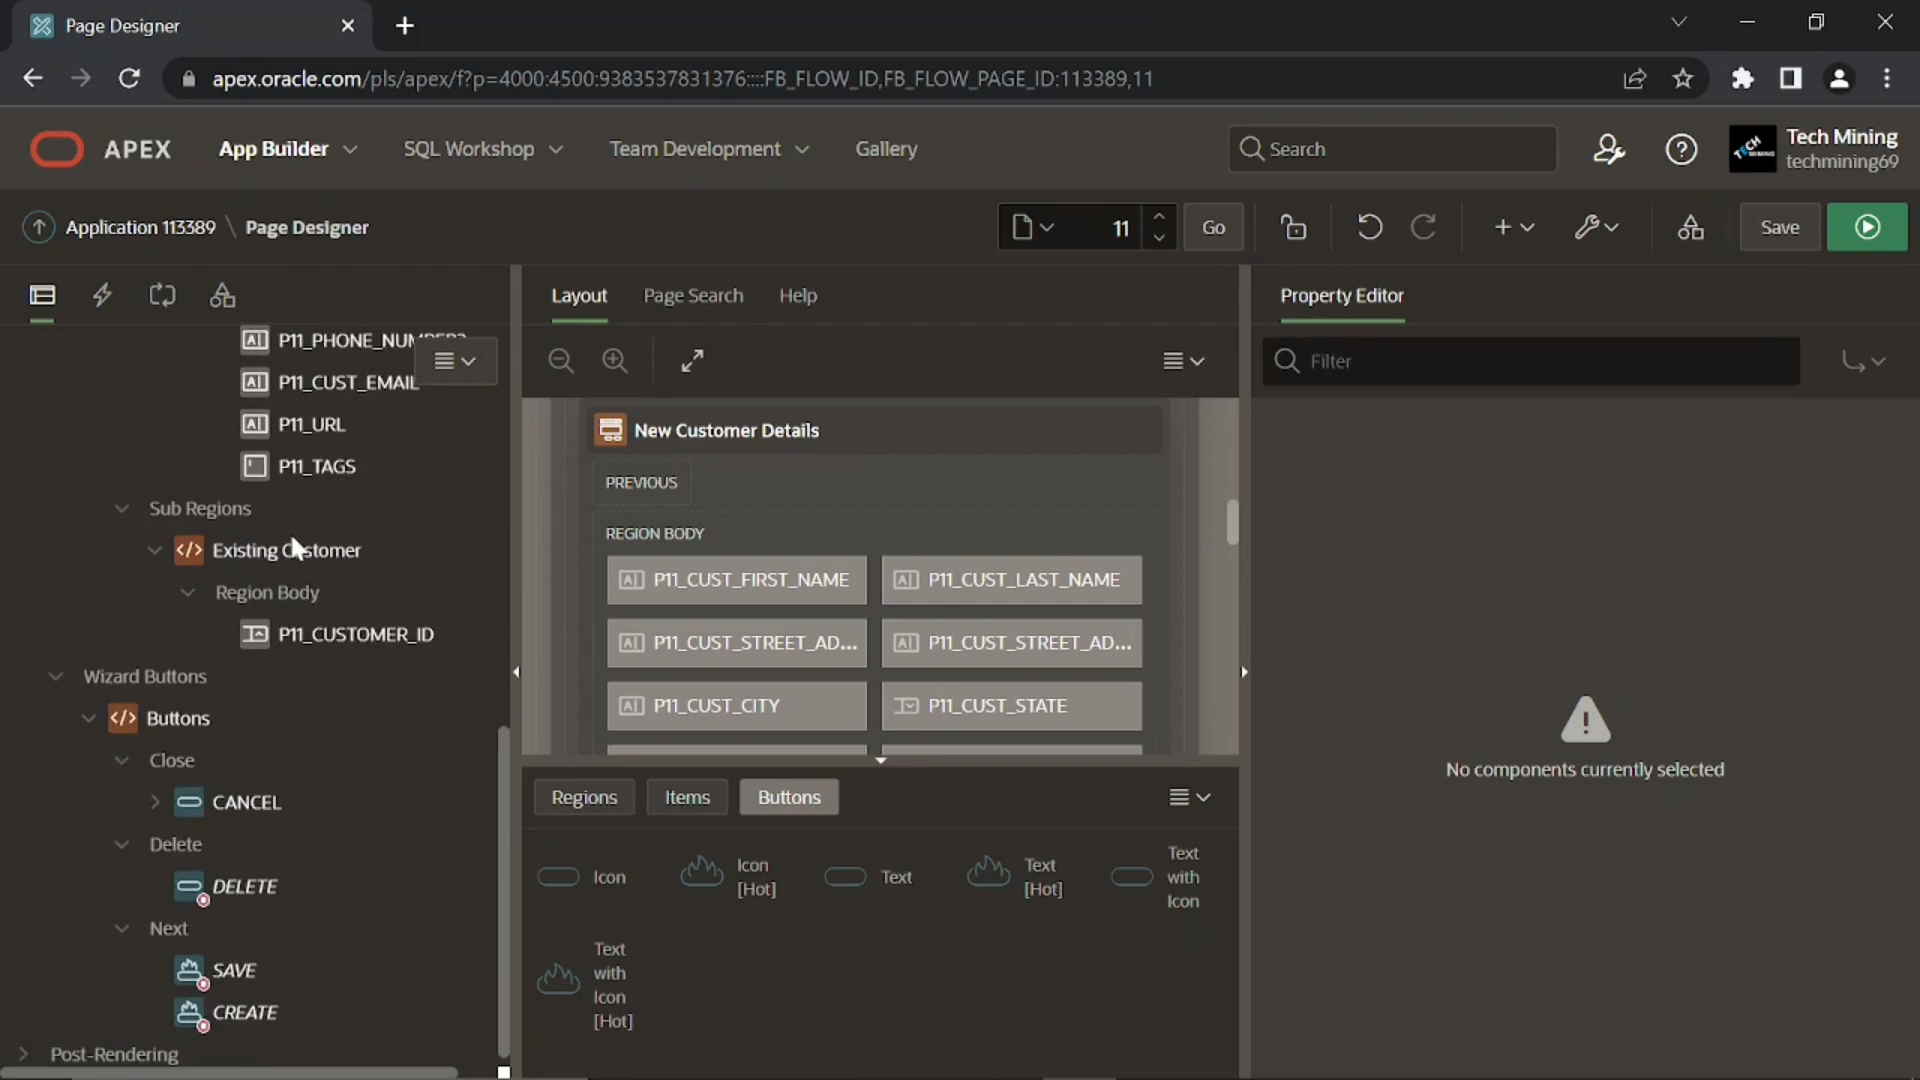 Page Designer
apex.oracle.com/pls/apex/f?p=4000:4500:9383537831376::::FB_FLOW_ID,FB_FLOW_PAGE_ID:113389,11
APEX App Builder SQL Workshop Team Development Gallery Search Tech Mining
techmining69
Application 113389 \ Page Designer 11 Go Save
Layout Page Search Help Property Editor
P11_PHONE_NUMBER2
P11_CUST_EMAIL
P11_URL
P11_TAGS
Sub Regions
Existing Customer
Region Body
P11_CUSTOMER_ID
Wizard Buttons
Buttons
Close
CANCEL
Delete
DELETE
Next
SAVE
CREATE
Post-Rendering
New Customer Details
PREVIOUS
REGION BODY
P11_CUST_FIRST_NAME P11_CUST_LAST_NAME
P11_CUST_STREET_AD... P11_CUST_STREET_AD...
P11_CUST_CITY P11_CUST_STATE
Regions Items Buttons
Icon
Icon
[Hot]
Text
Text
[Hot]
Text
with
Icon
Text
with
Icon
[Hot]
Filter
No components currently selected